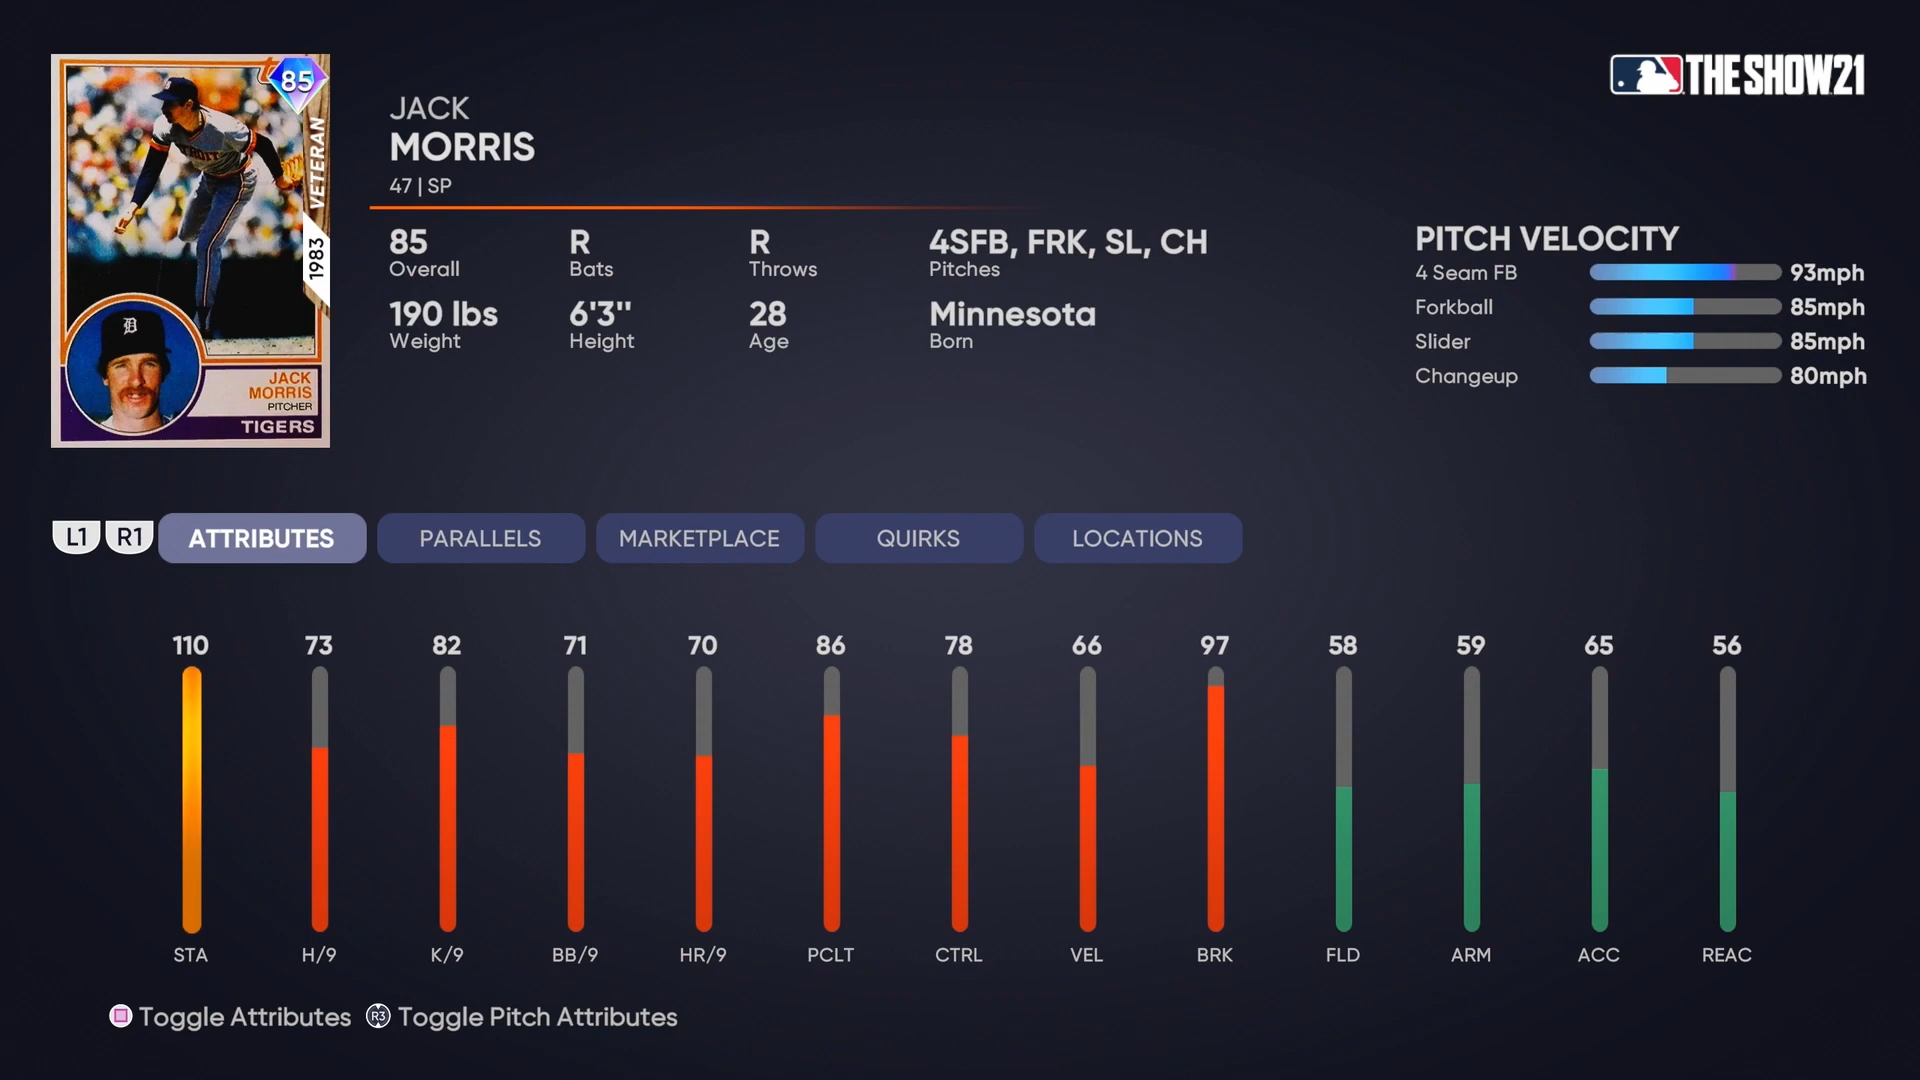 85
VETERAN
1983
JACK
MORRIS
PITCHER
TIGERS
THE SHOW21
JACK
MORRIS
47 | SP
85
Overall
R
Bats
R
Throws
4SFB, FRK, SL, CH
Pitches
190 lbs
Weight
6'3''
Height
28
Age
Minnesota
Born
PITCH VELOCITY
4 Seam FB 93mph
Forkball 85mph
Slider 85mph
Changeup 80mph
L1 R1 ATTRIBUTES PARALLELS MARKETPLACE QUIRKS LOCATIONS
110 73 82 71 70 86 78 66 97 58 59 65 56
STA H/9 K/9 BB/9 HR/9 PCLT CTRL VEL BRK FLD ARM ACC REAC
Toggle Attributes R3 Toggle Pitch Attributes